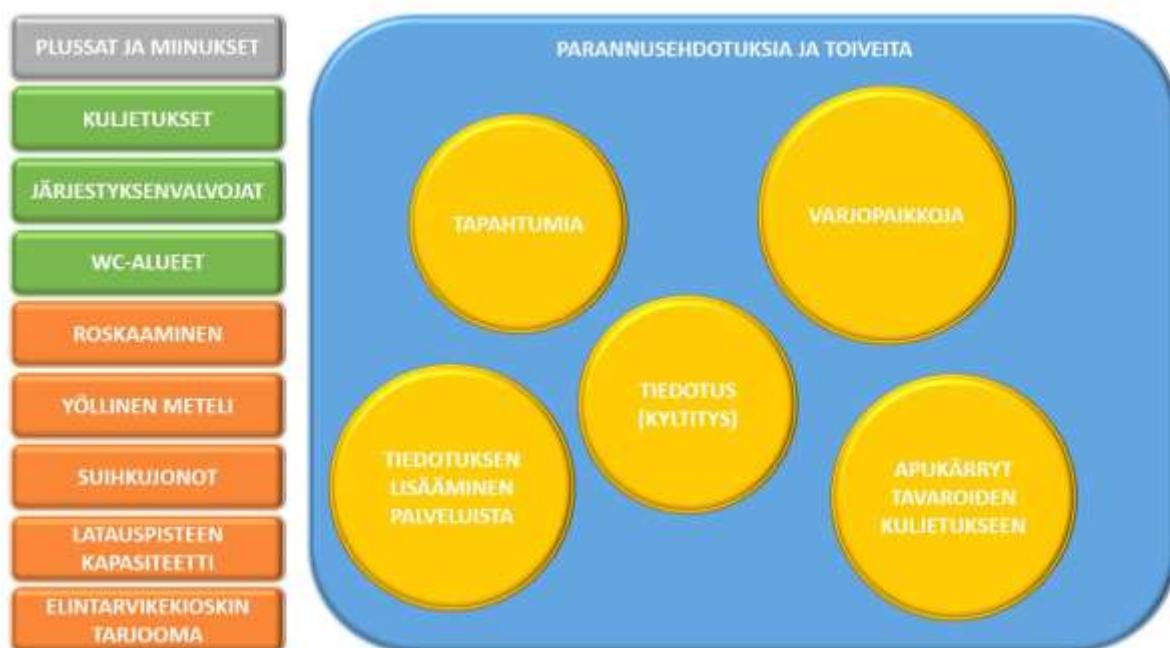 PLUSSAT JA MIINUKSET
KULJETUKSET
JÄRJESTYKSENVALVOJAT
WC-ALUEET
ROSKAAMINEN
YÖLLINEN METELI
SUIHKUJONOT
LATAUSPISTEEN
KAPASITEETTI
ELINTARVIKEKIOSKIN
TARJOOMA
PARANNUSEHDOTUKSIA JA TOIVEITA
TAPAHTUMIA
VARJOPAIKKOJA
TIEDOTUS
(KYLTITYS)
TIEDOTUKSEN
LISÄÄMINEN
PALVELUISTA
APUKÄRRYT
TAVAROIDEN
KULJETUKSEEN